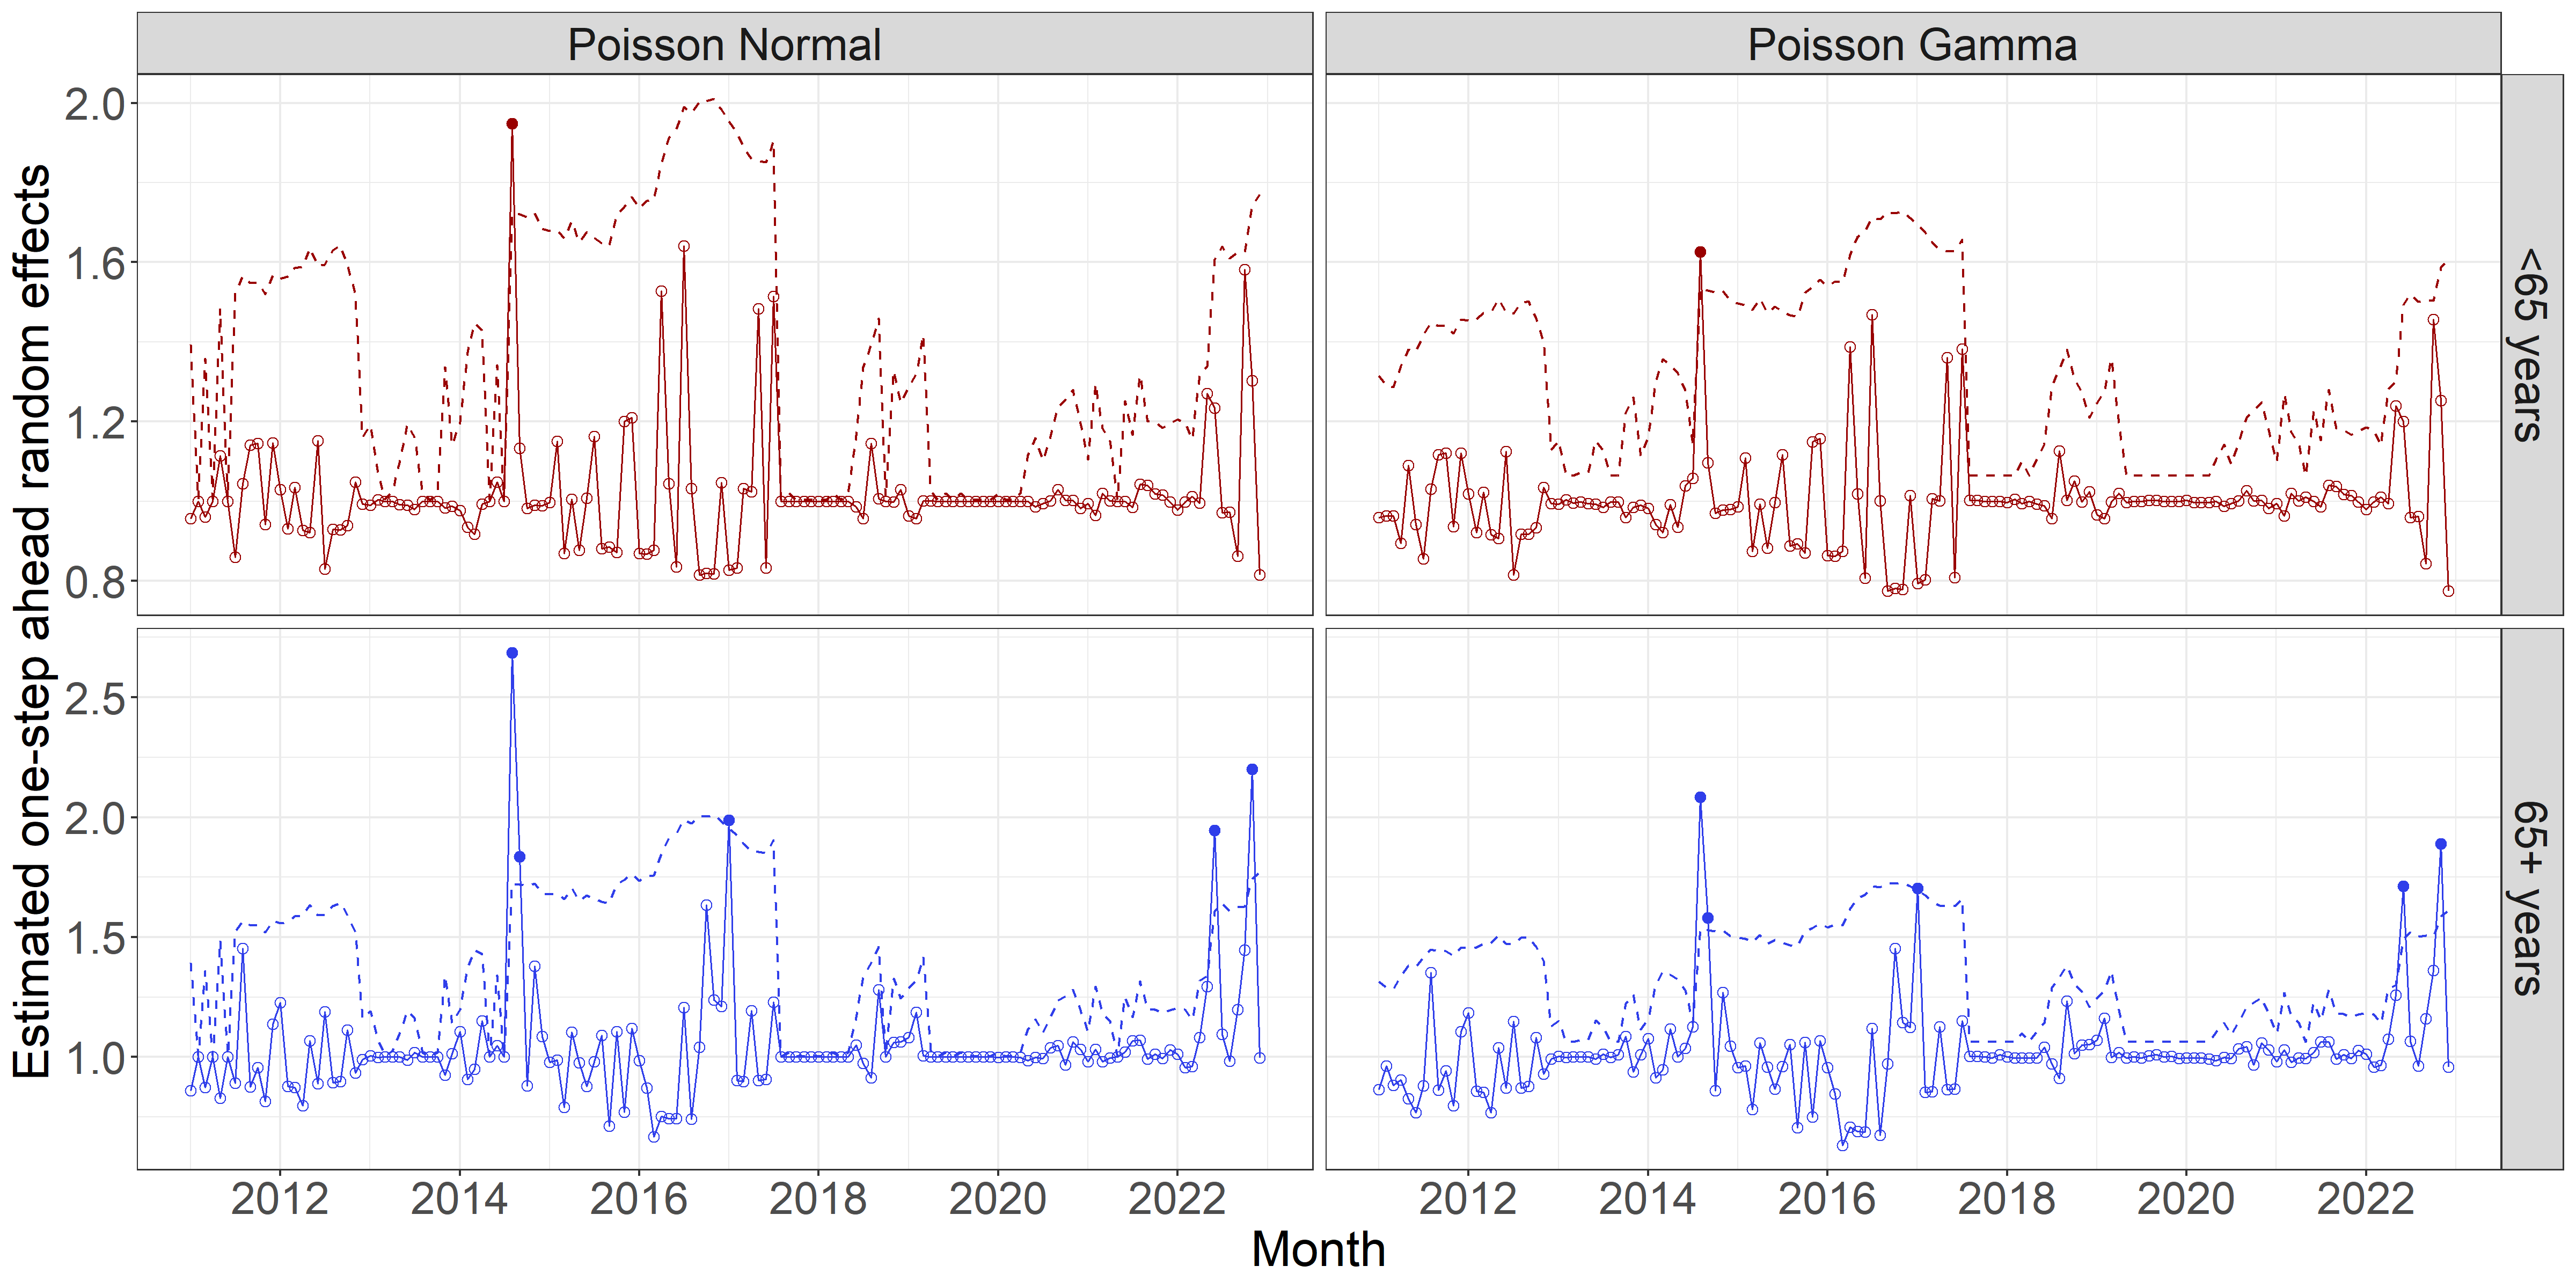 Poisson Normal
Poisson Gamma
Estimated one-step ahead random effects
2.0
1.6
1.2
0.8
<65 years
2.5
2.0
1.5
1.0
65+ years
2012 2014 2016 2018 2020 2022
2012 2014 2016 2018 2020 2022
Month